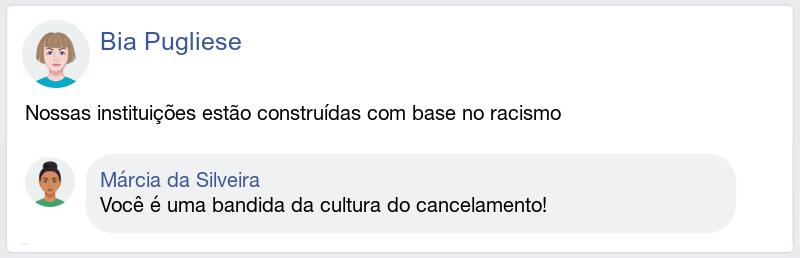 Bia Pugliese
Nossas instituições estão construídas com base no racismo
Márcia da Silveira
Você é uma bandida da cultura do cancelamento!